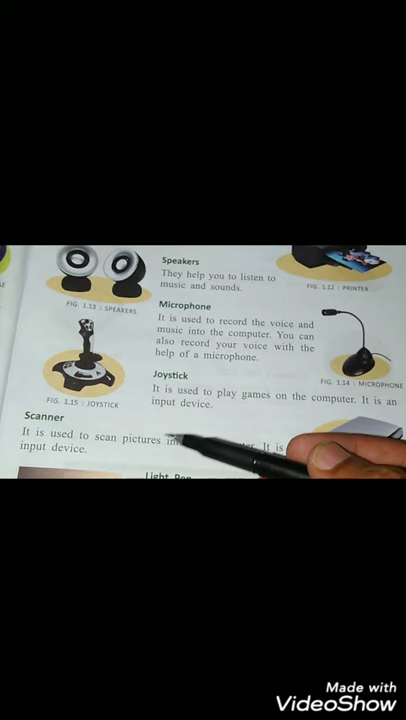 Speakers
They help you to listen to
music and sounds.
FIG. 1.12 : PRINTER
FIG. 1.13 : SPEAKERS
Microphone
It is used to record the voice and
music into the computer. You can
also record your voice with the
help of a microphone.
FIG. 1.14 : MICROPHONE
Joystick
It is used to play games on the computer. It is an
input device.
FIG. 1.15 : JOYSTICK
Scanner
It is used to scan pictures It is
input device.
Light Pen
Made with
VideoShow